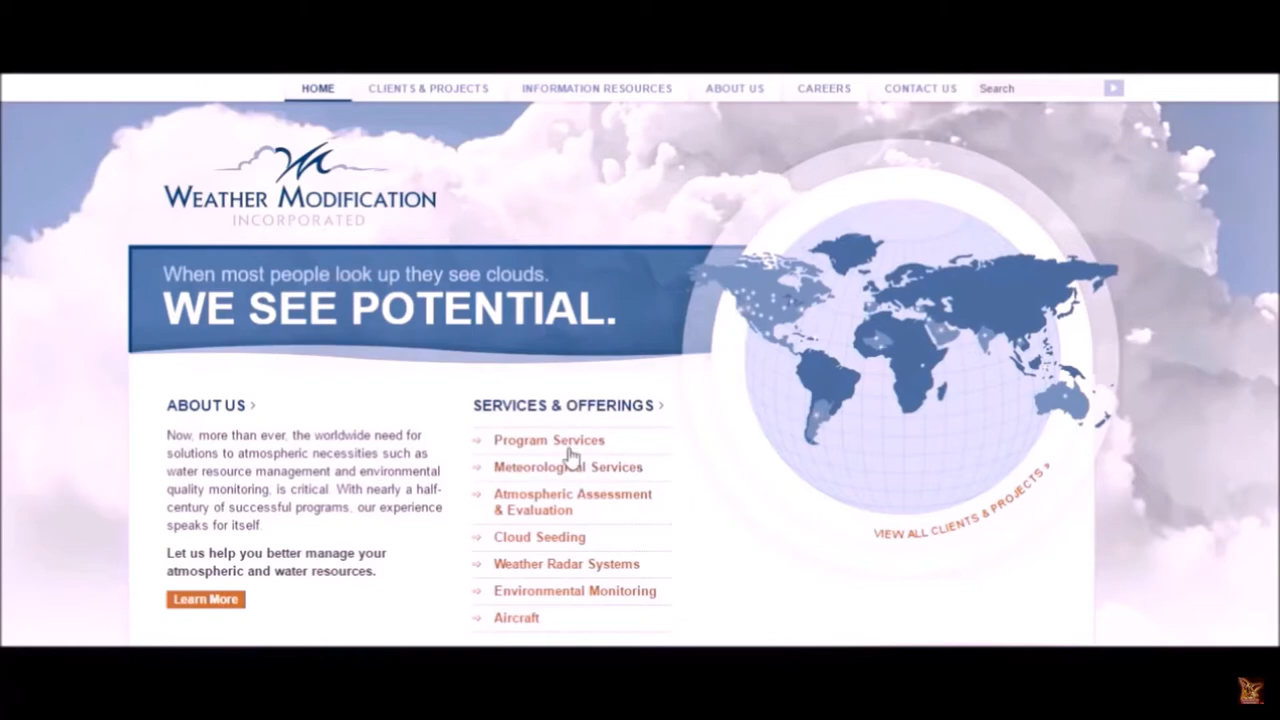 HOME CLIENTS & PROJECTS INFORMATION RESOURCES ABOUT US CAREERS CONTACT US Search
WEATHER MODIFICATION
INCORPORATED
When most people look up they see clouds.
WE SEE POTENTIAL.
ABOUT US ›
Now, more than ever, the worldwide need for
solutions to atmospheric necessities such as
water resource management and environmental
quality monitoring, is critical. With nearly a half-
century of successful programs, our experience
speaks for itself.
Let us help you better manage your
atmospheric and water resources.
Learn More
SERVICES & OFFERINGS ›
Program Services
Meteorological Services
Atmospheric Assessment
& Evaluation
Cloud Seeding
Weather Radar Systems
Environmental Monitoring
Aircraft
VIEW ALL CLIENTS & PROJECTS »